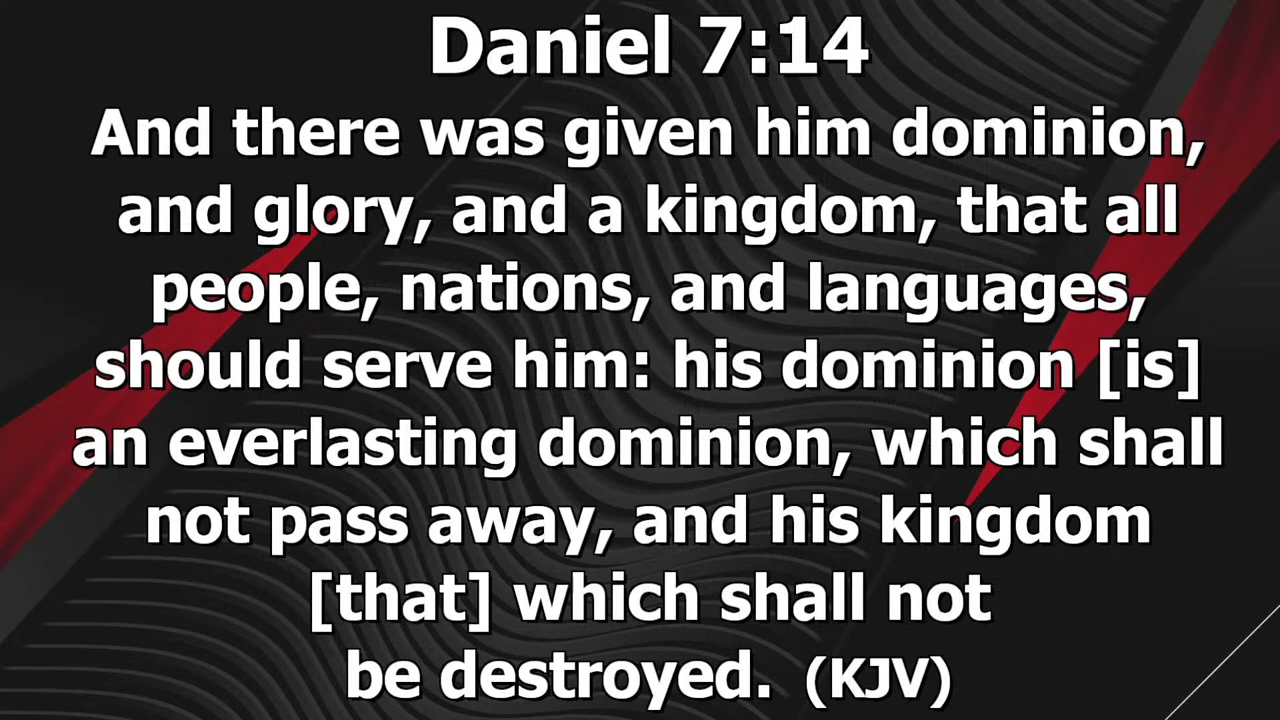 Daniel 7:14
And there was given him dominion,
and glory, and a kingdom, that all
people, nations, and languages,
should serve him: his dominion [is]
an everlasting dominion, which shall
not pass away, and his kingdom
[that] which shall not
be destroyed. (KJV)